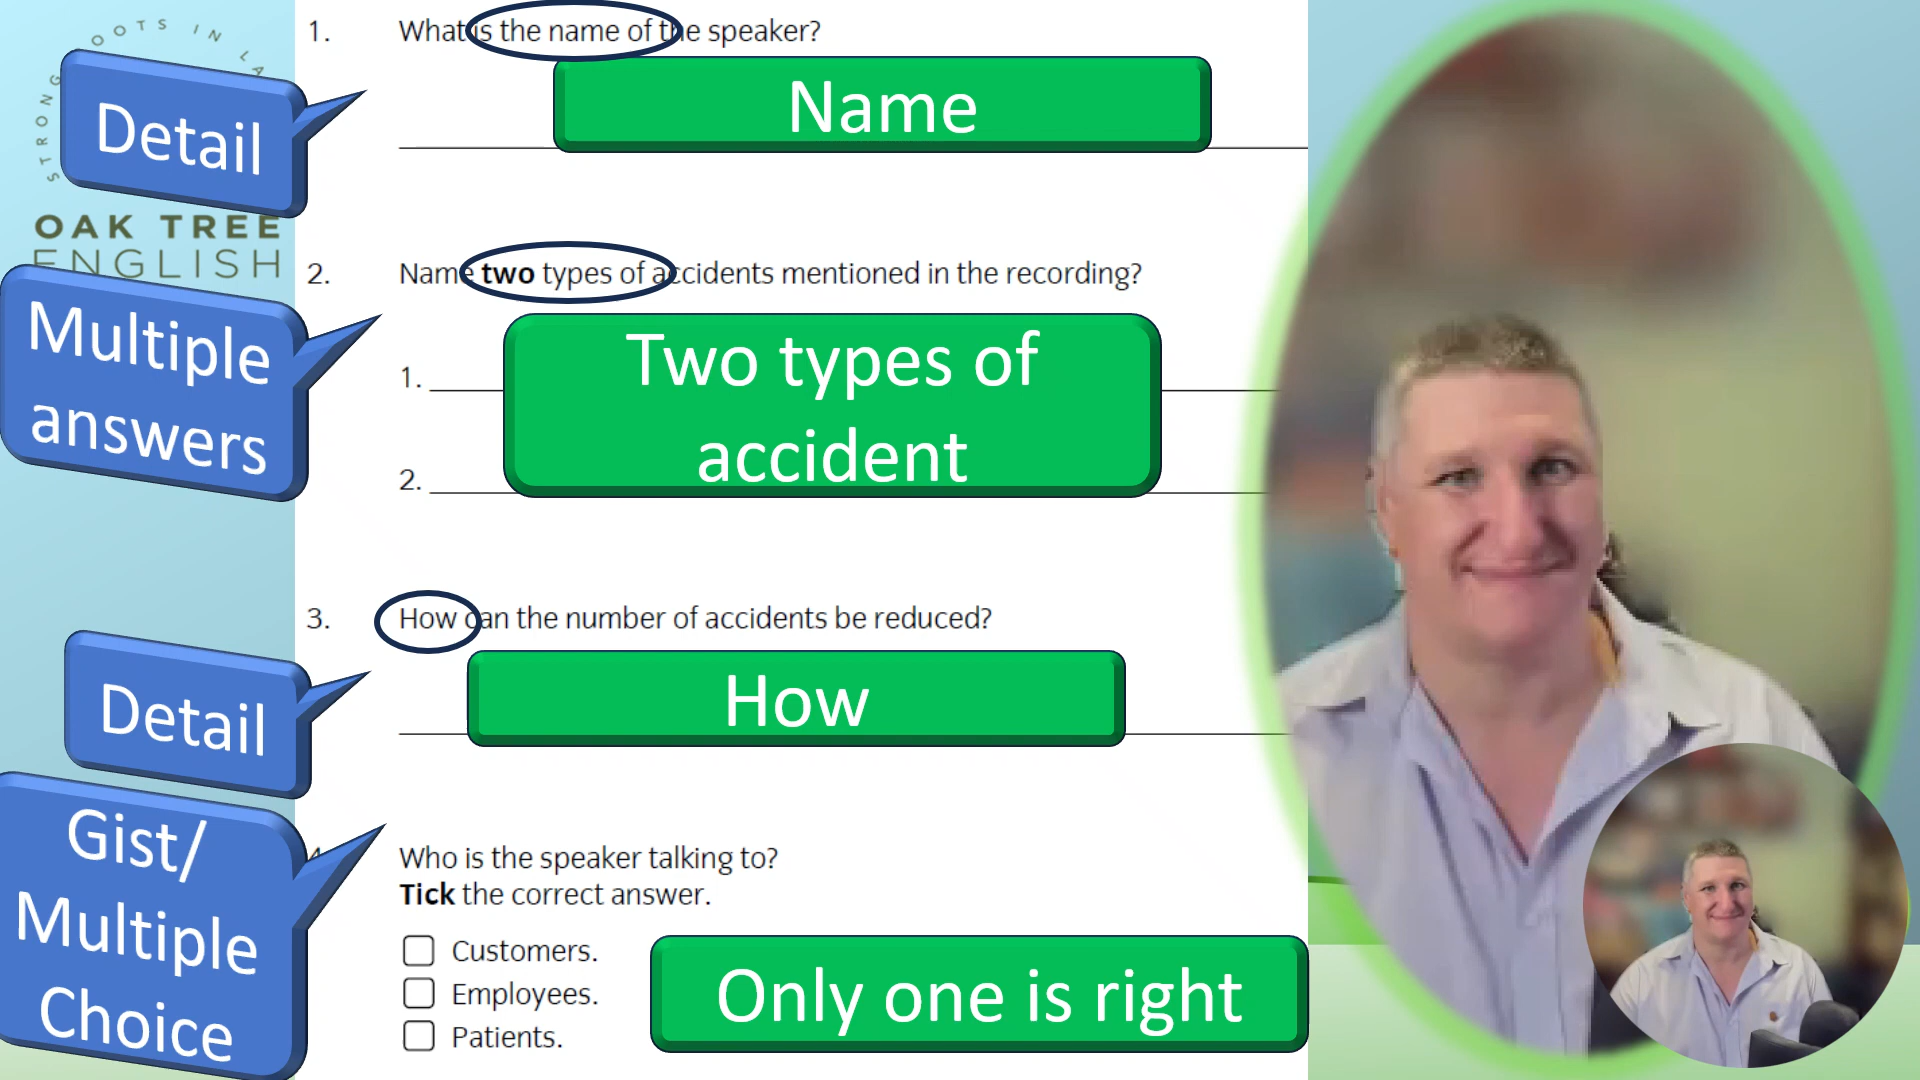 STRONG ROOTS IN LA
OAK TREE
ENGLISH
1. What is the name of the speaker?
Detail
Name
2. Name two types of accidents mentioned in the recording?
Multiple
answers
1.
2.
Two types of
accident
3. How can the number of accidents be reduced?
Detail
How
Gist/
Multiple
Choice
4. Who is the speaker talking to?
Tick the correct answer.
Customers.
Employees.
Patients.
Only one is right